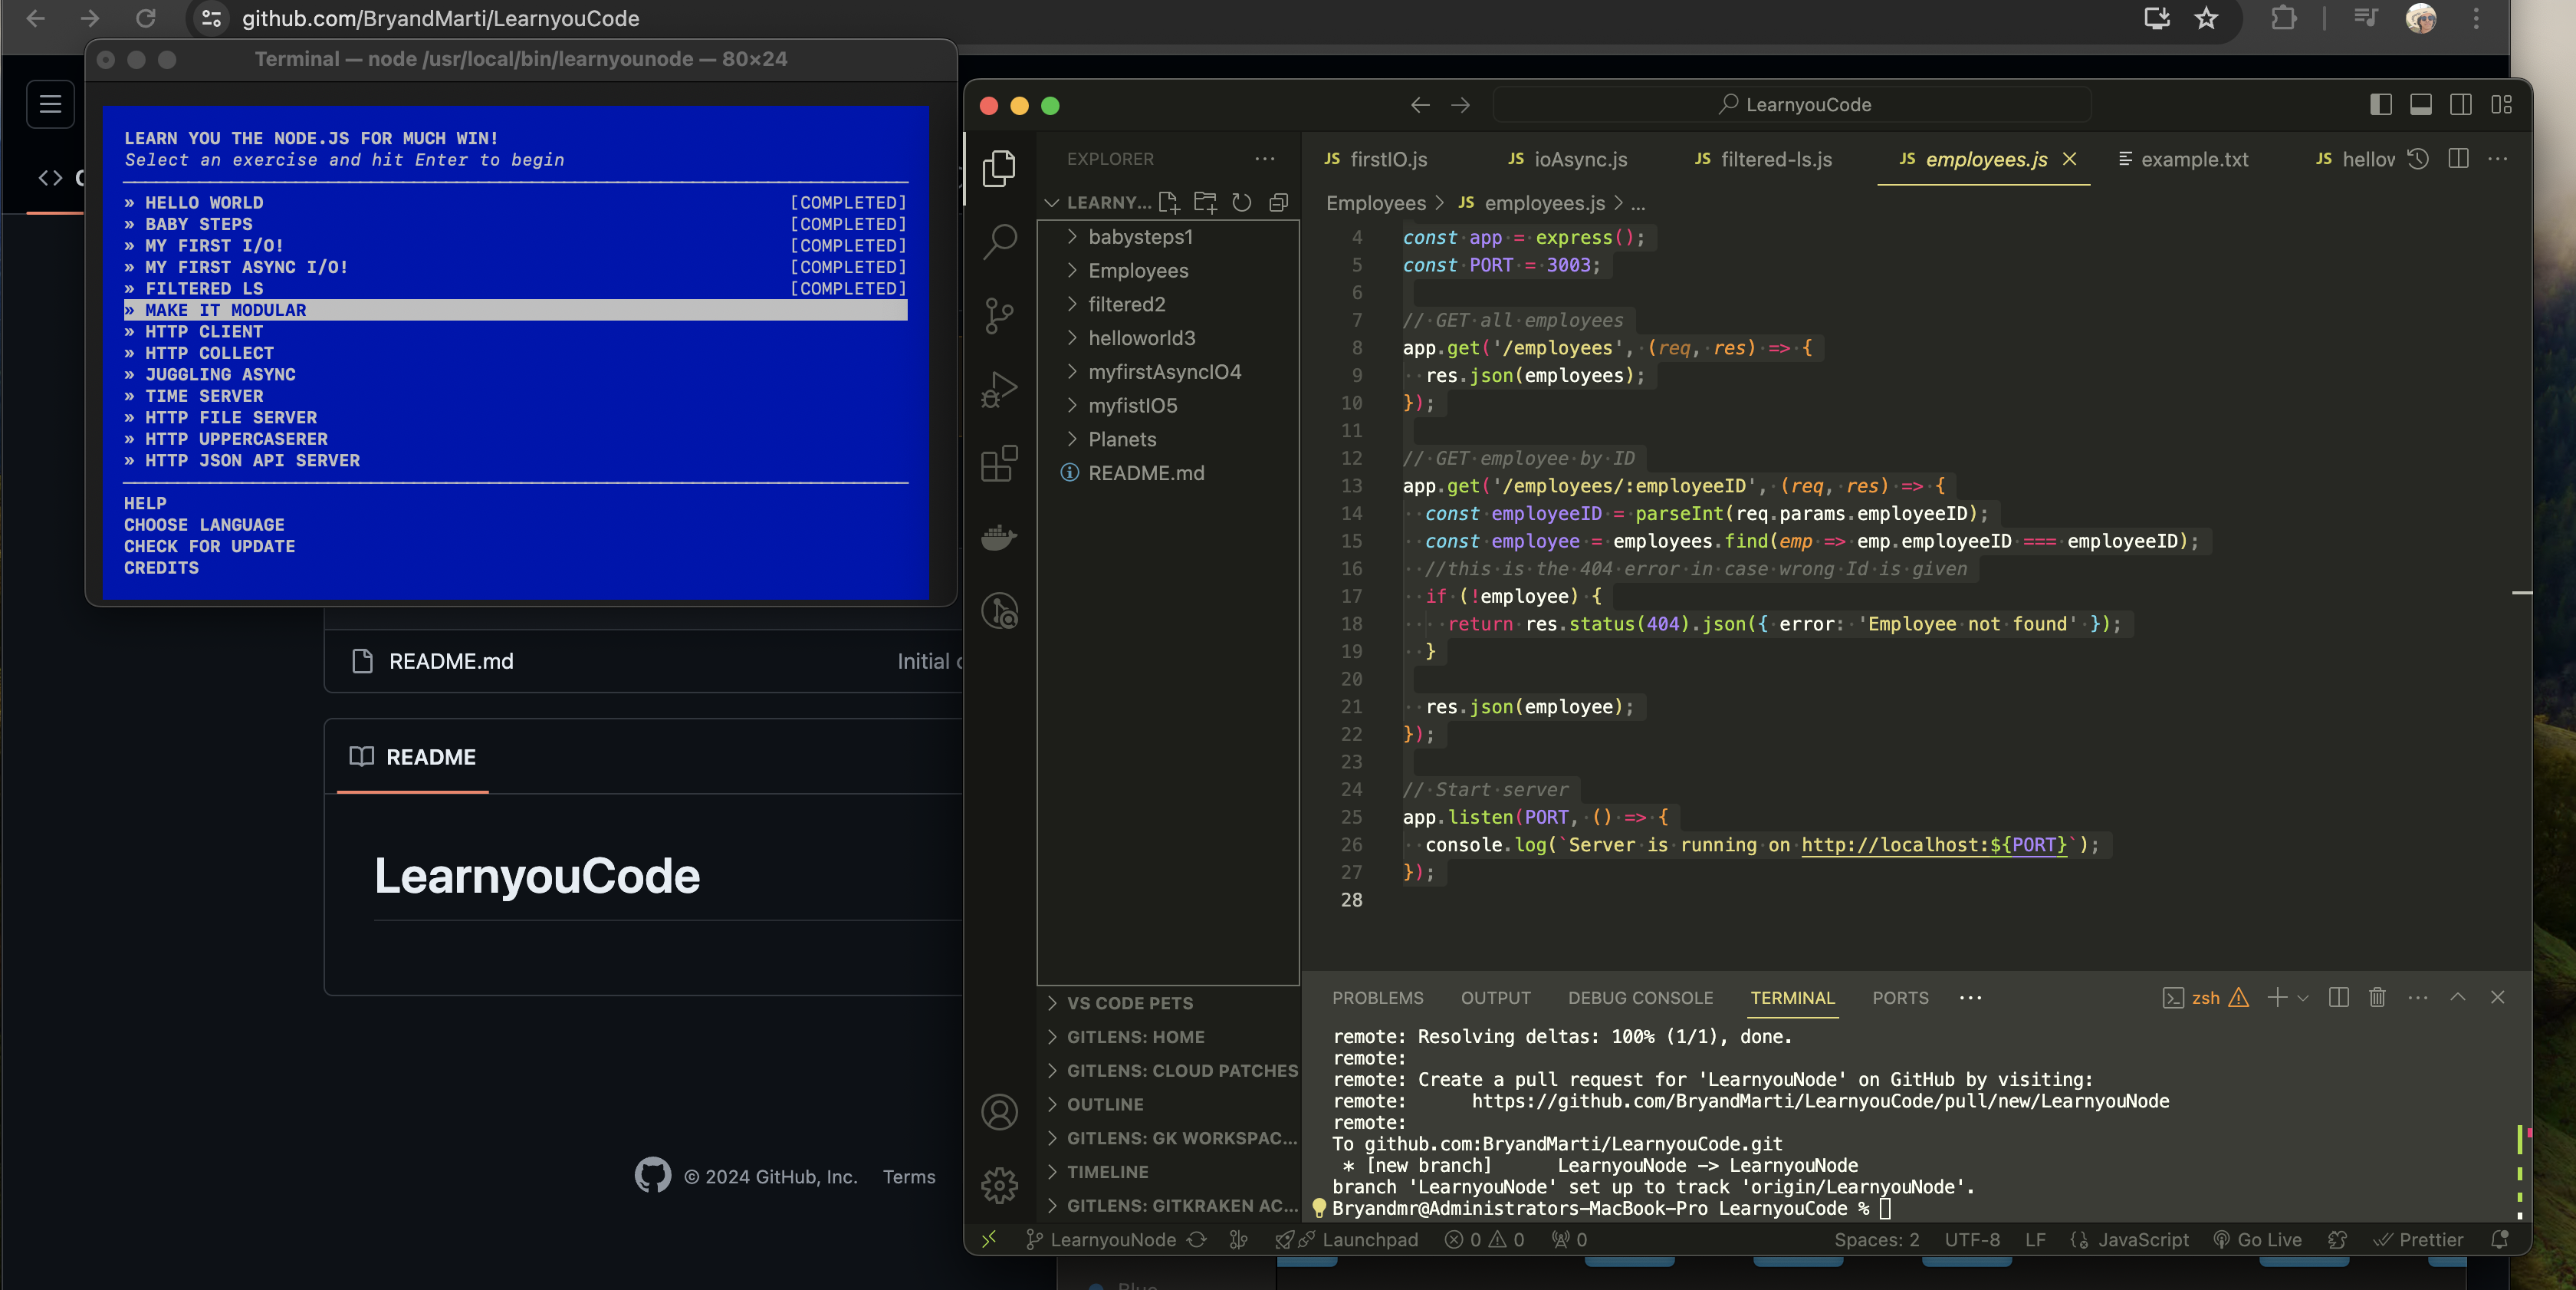 github.com/BryandMarti/LearnyouCode
Terminal — node /usr/local/bin/learnyounode — 80×24
LEARN YOU THE NODE.JS FOR MUCH WIN!
Select an exercise and hit Enter to begin
» HELLO WORLD [COMPLETED]
» BABY STEPS [COMPLETED]
» MY FIRST I/O! [COMPLETED]
» MY FIRST ASYNC I/O! [COMPLETED]
» FILTERED LS [COMPLETED]
» MAKE IT MODULAR
» HTTP CLIENT
» HTTP COLLECT
» JUGGLING ASYNC
» TIME SERVER
» HTTP FILE SERVER
» HTTP UPPERCASERER
» HTTP JSON API SERVER
HELP
CHOOSE LANGUAGE
CHECK FOR UPDATE
CREDITS
README.md Initial
README
LearnyouCode
© 2024 GitHub, Inc. Terms
LearnyouCode
EXPLORER
LEARNY...
babysteps1
Employees
filtered2
helloworld3
myfirstAsyncIO4
myfistIO5
Planets
README.md
VS CODE PETS
GITLENS: HOME
GITLENS: CLOUD PATCHES
OUTLINE
GITLENS: GK WORKSPAC...
TIMELINE
GITLENS: GITKRAKEN AC...
JS firstIO.js JS ioAsync.js JS filtered-ls.js JS employees.js example.txt JS hellow
Employees > JS employees.js > ...
4 const app = express();
5 const PORT = 3003;
6
7 // GET all employees
8 app.get('/employees', (req, res) => {
9 res.json(employees);
10 });
11
12 // GET employee by ID
13 app.get('/employees/:employeeID', (req, res) => {
14 const employeeID = parseInt(req.params.employeeID);
15 const employee = employees.find(emp => emp.employeeID === employeeID);
16 //this is the 404 error in case wrong Id is given
17 if (!employee) {
18 return res.status(404).json({ error: 'Employee not found' });
19 }
20
21 res.json(employee);
22 });
23
24 // Start server
25 app.listen(PORT, () => {
26 console.log(`Server is running on http://localhost:${PORT}`);
27 });
28
PROBLEMS OUTPUT DEBUG CONSOLE TERMINAL PORTS zsh
remote: Resolving deltas: 100% (1/1), done.
remote:
remote: Create a pull request for 'LearnyouNode' on GitHub by visiting:
remote: https://github.com/BryandMarti/LearnyouCode/pull/new/LearnyouNode
remote:
To github.com:BryandMarti/LearnyouCode.git
* [new branch] LearnyouNode -> LearnyouNode
branch 'LearnyouNode' set up to track 'origin/LearnyouNode'.
Bryandmr@Administrators-MacBook-Pro LearnyouCode %
LearnyouNode Launchpad 0 0 0 Spaces: 2 UTF-8 LF {} JavaScript Go Live Prettier